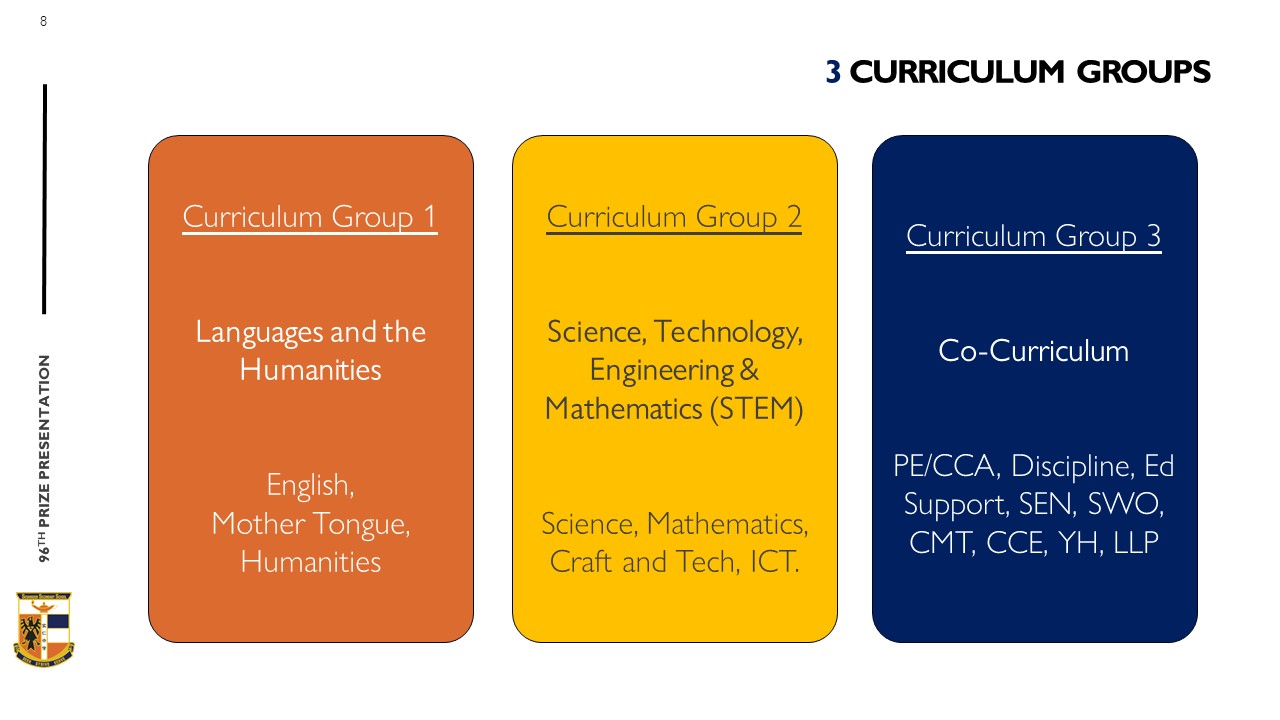 8
3 CURRICULUM GROUPS
Curriculum Group 1
Languages and the
Humanities
English,
Mother Tongue,
Humanities
Curriculum Group 2
Science, Technology,
Engineering &
Mathematics (STEM)
Science, Mathematics,
Craft and Tech, ICT.
Curriculum Group 3
Co-Curriculum
PE/CCA, Discipline, Ed
Support, SEN, SWO,
CMT, CCE, YH, LLP
96TH PRIZE PRESENTATION